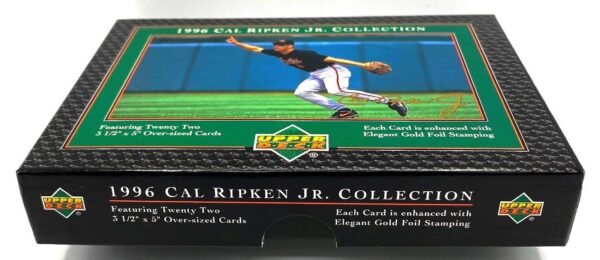 1996 CAL RIPKEN JR. COLLECTION
Featuring Twenty Two
3 1/2" x 5" Over-sized Cards
UPPER
DECK
®
Each Card is enhanced with
Elegant Gold Foil Stamping
UPPER
DECK
®
1996 CAL RIPKEN JR. COLLECTION
Featuring Twenty Two
3 1/2" x 5" Over-sized Cards
Each Card is enhanced with
Elegant Gold Foil Stamping
UPPER
DECK
®